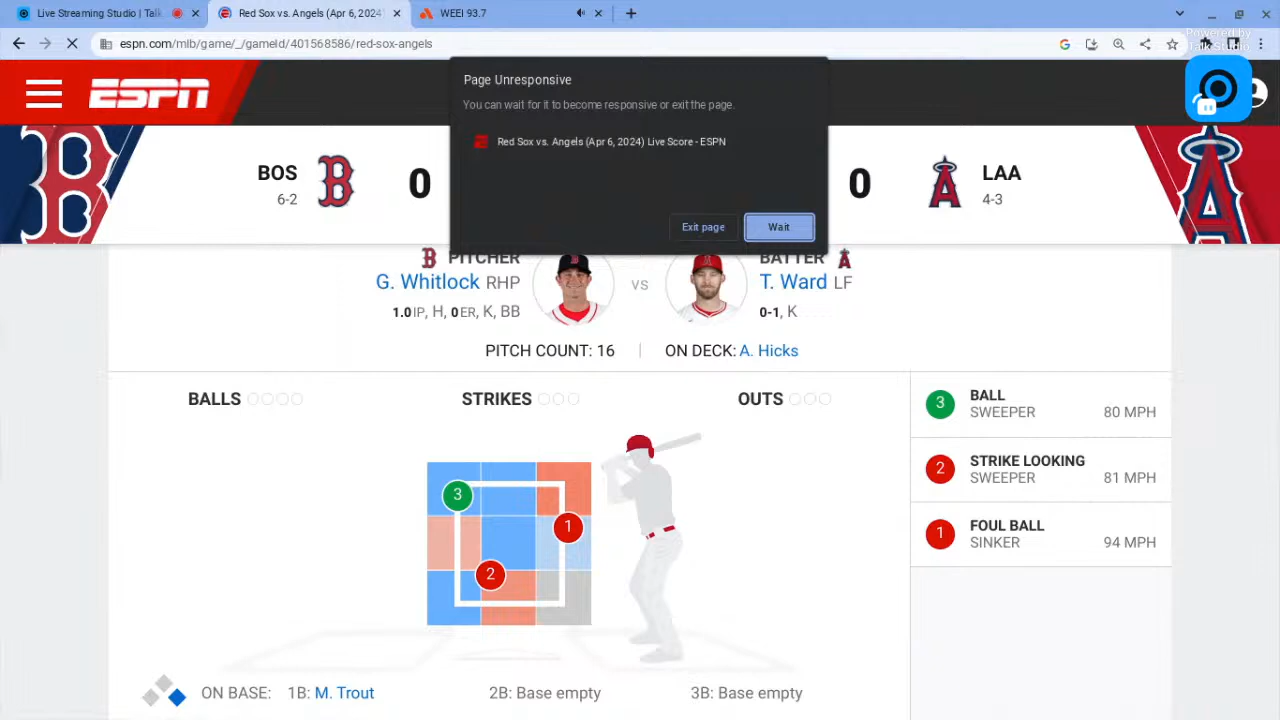 Live Streaming Studio | Talk
Red Sox vs. Angels (Apr 6, 2024
WEEI 93.7
espn.com/mlb/game/_/gameId/401568586/red-sox-angels
Powered by
Talk Studio
Page Unresponsive
You can wait for it to become responsive or exit the page.
Red Sox vs. Angels (Apr 6, 2024) Live Score - ESPN
Exit page
Wait
ESPN
BOS
6-2
0
0
LAA
4-3
PITCHER
G. Whitlock RHP
1.0 IP, H, 0 ER, K, BB
VS
BATTER
T. Ward LF
0-1, K
PITCH COUNT: 16
ON DECK: A. Hicks
BALLS
STRIKES
OUTS
3
1
2
3 BALL
SWEEPER 80 MPH
2 STRIKE LOOKING
SWEEPER 81 MPH
1 FOUL BALL
SINKER 94 MPH
ON BASE: 1B: M. Trout 2B: Base empty 3B: Base empty